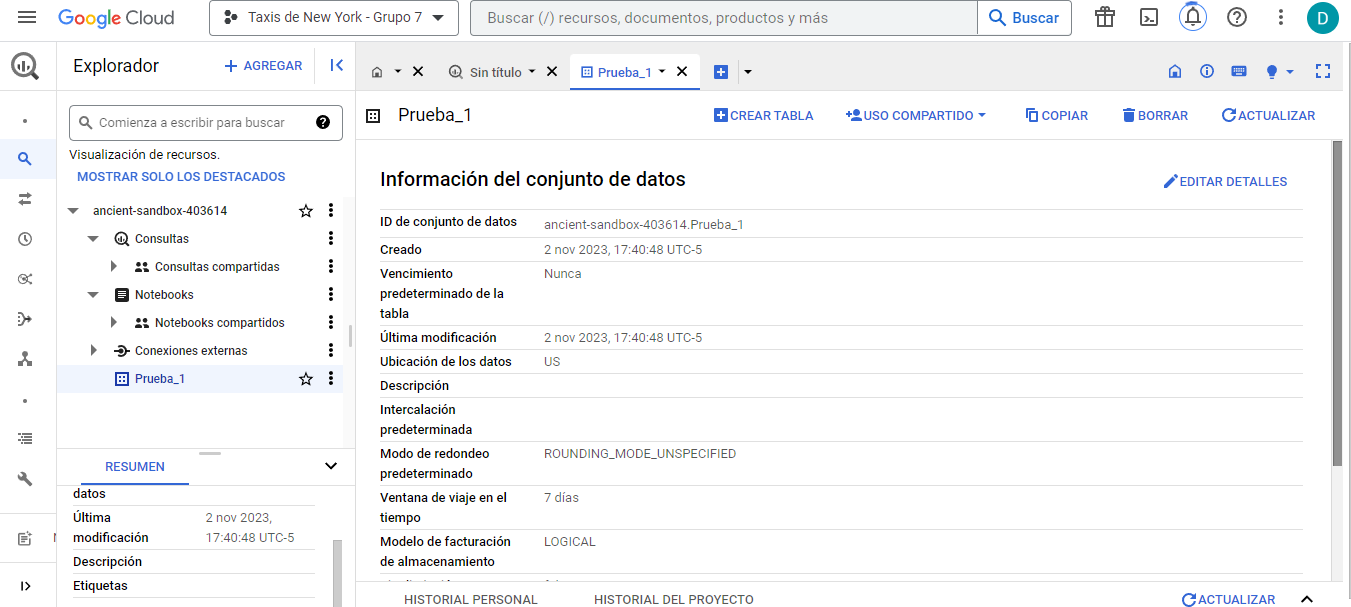 Google Cloud
Taxis de New York - Grupo 7
Buscar (/) recursos, documentos, productos y más
Buscar
D
Explorador
AGREGAR
Sin título
Prueba_1
Comienza a escribir para buscar
Prueba_1
CREAR TABLA
USO COMPARTIDO
COPIAR
BORRAR
ACTUALIZAR
Visualización de recursos.
MOSTRAR SOLO LOS DESTACADOS
ancient-sandbox-403614
Consultas
Consultas compartidas
Notebooks
Notebooks compartidos
Conexiones externas
Prueba_1
RESUMEN
datos
Última modificación 2 nov 2023, 17:40:48 UTC-5
Descripción
Etiquetas
Información del conjunto de datos
EDITAR DETALLES
ID de conjunto de datos ancient-sandbox-403614.Prueba_1
Creado 2 nov 2023, 17:40:48 UTC-5
Vencimiento predeterminado de la tabla Nunca
Última modificación 2 nov 2023, 17:40:48 UTC-5
Ubicación de los datos US
Descripción
Intercalación predeterminada
Modo de redondeo predeterminado ROUNDING_MODE_UNSPECIFIED
Ventana de viaje en el tiempo 7 días
Modelo de facturación de almacenamiento LOGICAL
HISTORIAL PERSONAL
HISTORIAL DEL PROYECTO
ACTUALIZAR